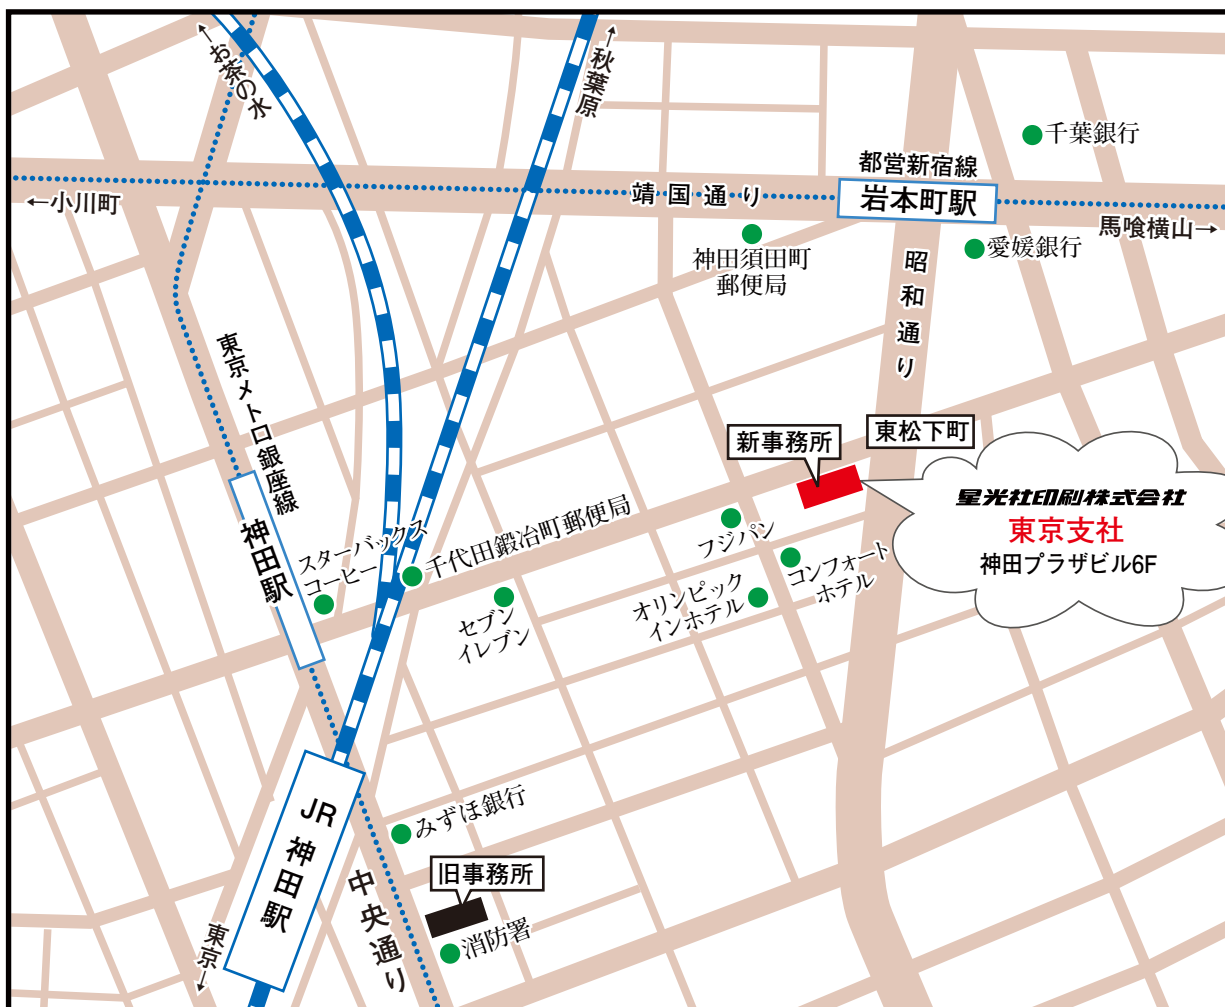 ←お茶の水
→秋葉原
千葉銀行
都営新宿線
岩本町駅
靖国通り
←小川町
馬喰横山→
神田須田町
郵便局
愛媛銀行
昭和通り
東京メトロ銀座線
神田駅
新事務所
東松下町
星光社印刷株式会社
東京支社
神田プラザビル6F
スターバックス
コーヒー
千代田鍛冶町郵便局
フジパン
コンフォート
ホテル
オリンピック
インホテル
セブン
イレブン
JR
神田駅
みずほ銀行
旧事務所
中央通り
消防署
東京→